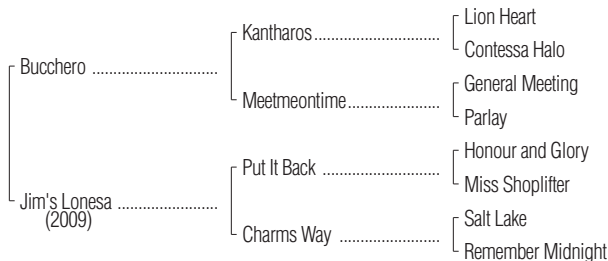 Lion Heart
Kantharos..............................
Contessa Halo
Bucchero ..............................
General Meeting
Meetmeontime......................
Parlay
Honour and Glory
Put It Back ............................
Miss Shoplifter
Jim's Lonesa ........................
(2009)
Salt Lake
Charms Way ........................
Remember Midnight